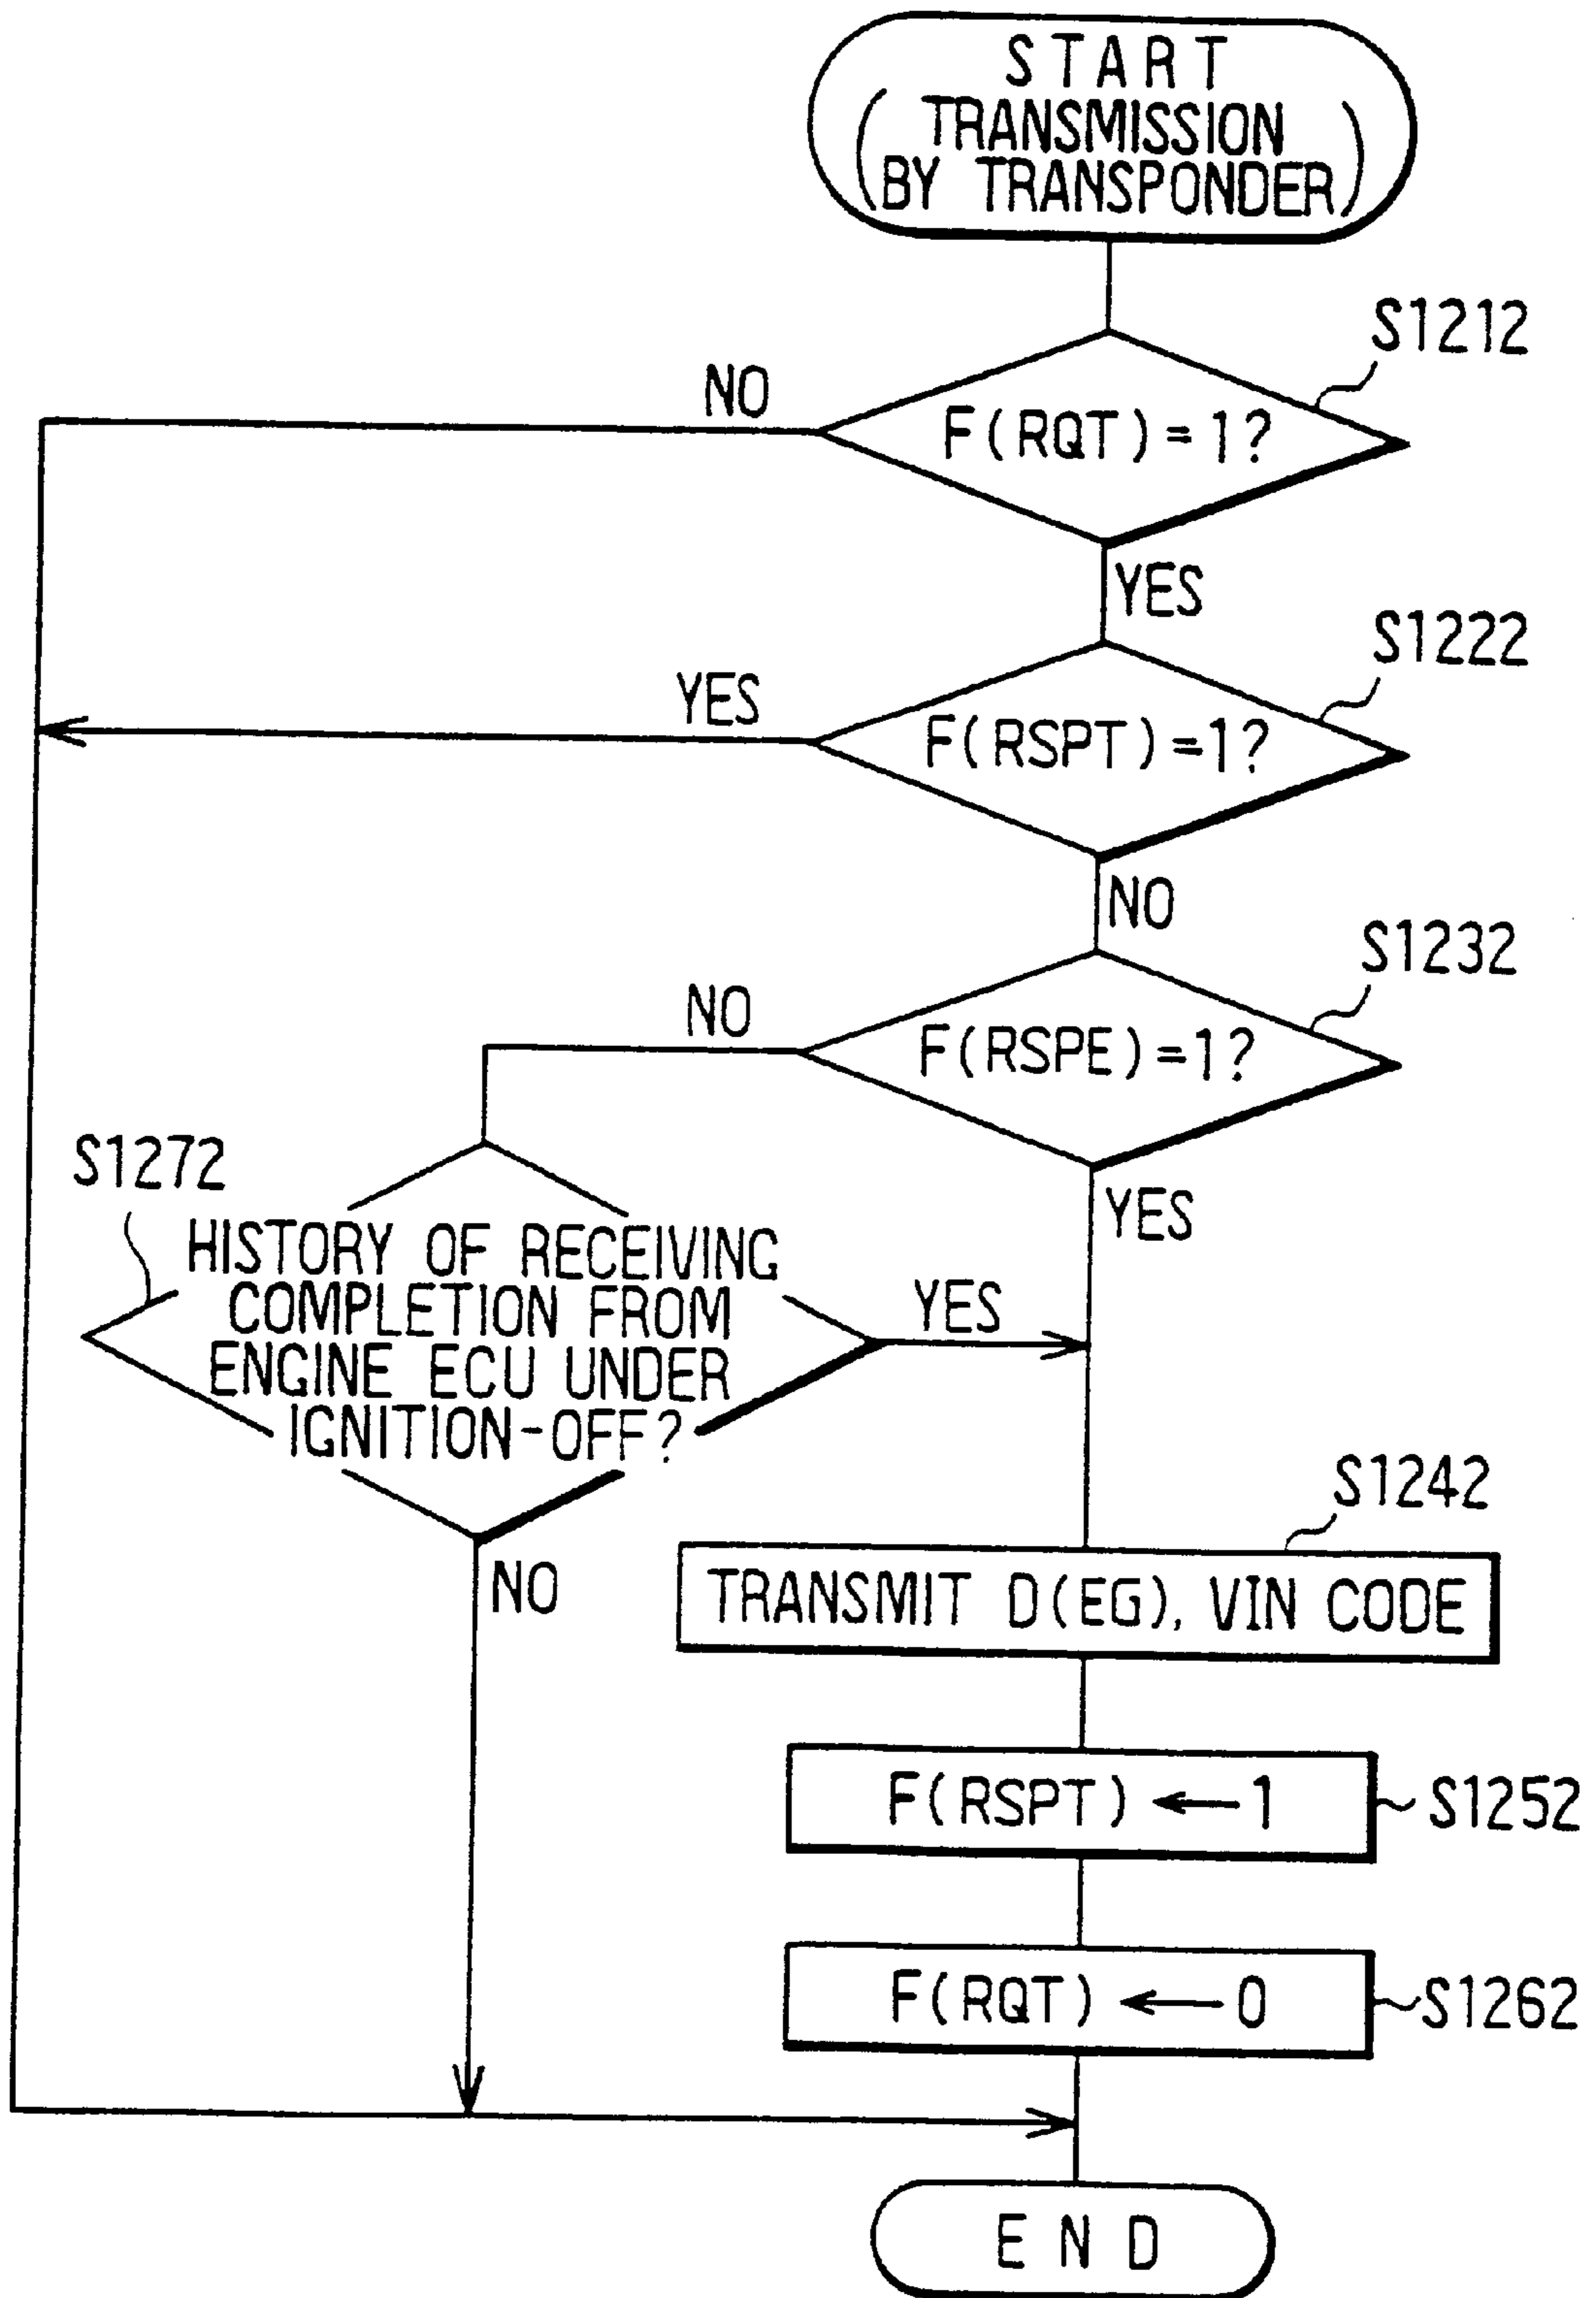 START
(TRANSMISSION
BY TRANSPONDER)
S1212
NO
F(RQT)=1?
YES
S1222
YES
F(RSPT)=1?
NO
S1232
NO
F(RSPE)=1?
YES
S1272
HISTORY OF RECEIVING
COMPLETION FROM
ENGINE ECU UNDER
IGNITION-OFF?
YES
NO
S1242
TRANSMIT D(EG), VIN CODE
F(RSPT) ← 1
S1252
F(RQT) ← 0
S1262
END